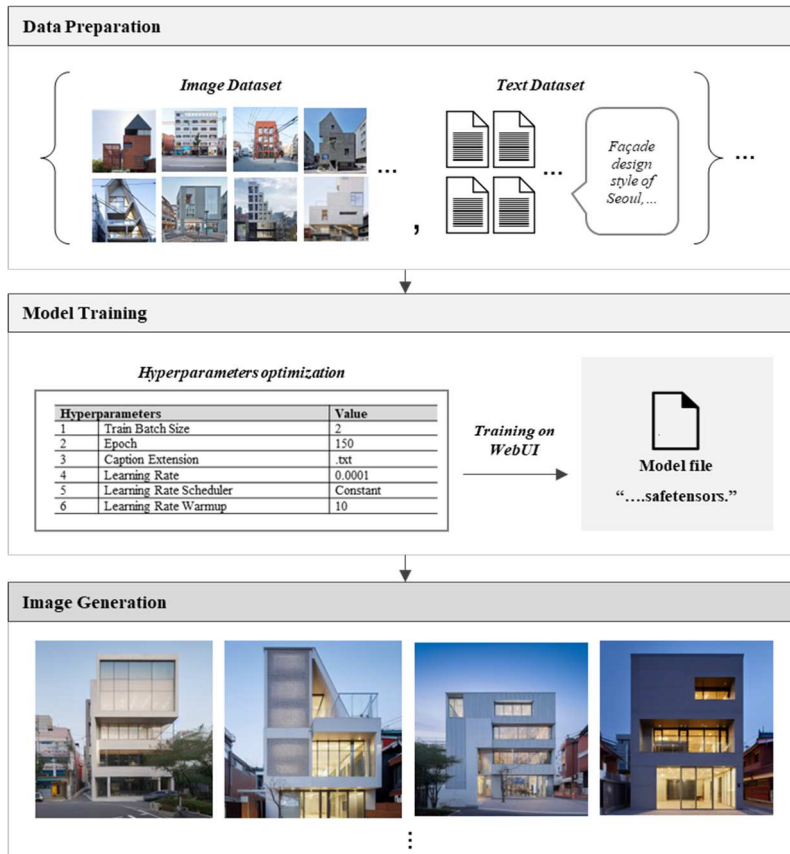 Data Preparation
Image Dataset
Text Dataset
...
...
Façade
design
style of
Seoul,...
,
...
Model Training
Hyperparameters optimization
Hyperparameters Value
1 Train Batch Size 2
2 Epoch 150
3 Caption Extension .txt
4 Learning Rate 0.0001
5 Learning Rate Scheduler Constant
6 Learning Rate Warmup 10
Training on
WebUI
Model file
“....safetensors.”
Image Generation